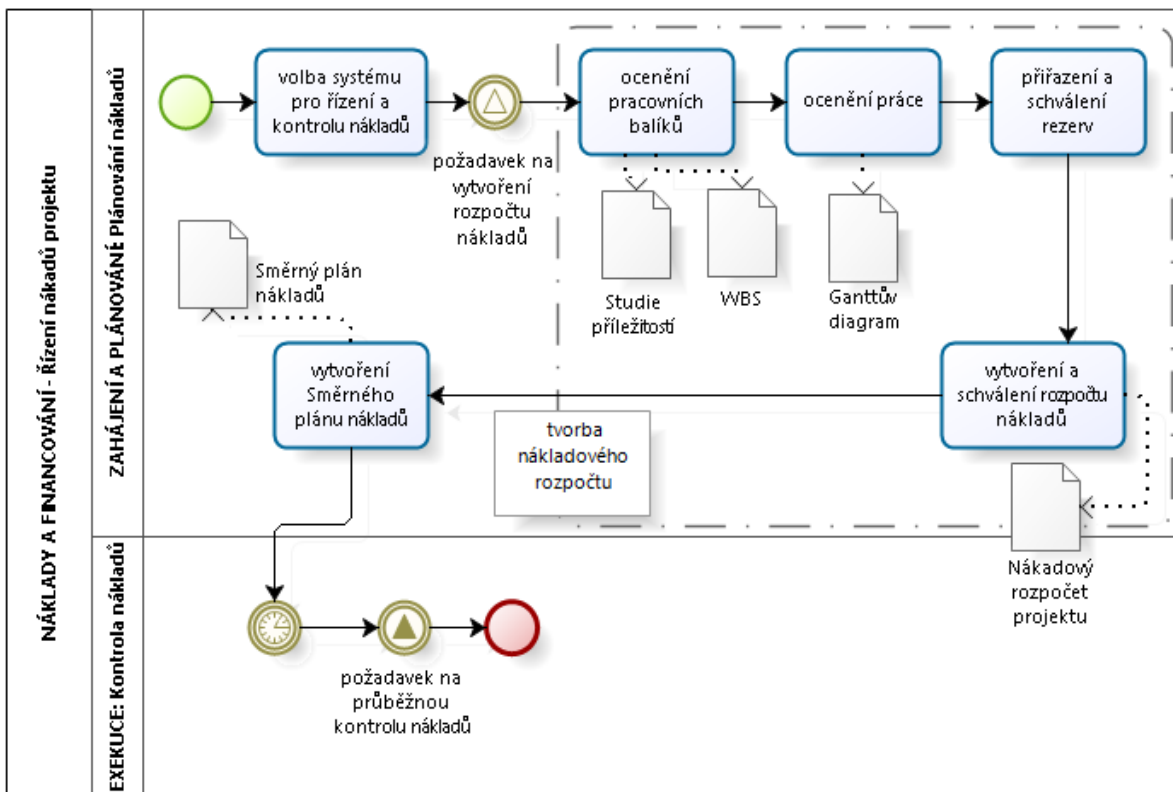 NÁKLADY A FINANCOVÁNÍ - Řízení nákadů projektu
ZAHÁJENÍ A PLÁNOVÁNÉ Plánování nákladů
volba systému
pro řízení a
kontrolu nákladů
požadavek na
vytvoření
rozpočtu
nákladů
ocenění
pracovních
balíků
ocenění práce
přiřazení a
schválení
rezerv
Studie
příležitostí
WBS
Ganttův
diagram
Směrný plán
nákladů
vytvoření
Směrného
plánu nákladů
tvorba
nákladového
rozpočtu
vytvoření a
schválení rozpočtu
nákladů
Nákadový
rozpočet
projektu
EXEKUCE: Kontrola nákladů
požadavek na
průběžnou
kontrolu nákladů